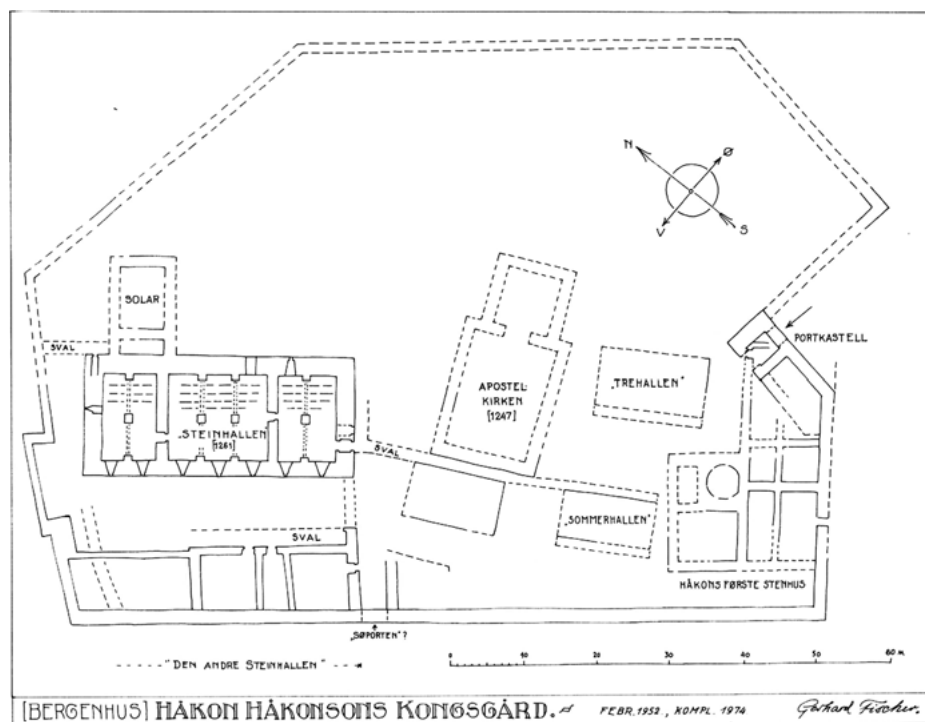 N
Ø
V
S
SOLAR
SVAL
PORTKASTELL
„TREHALLEN"
APOSTEL-
KIRKEN
[1247]
„STEINHALLEN"
[1261]
SVAL
„SOMMERHALLEN"
SVAL
HÅKONS FØRSTE STENHUS
„SØPORTEN"?
"DEN ANDRE STEINHALLEN"
0 10 20 30 40 50 60 m.
[BERGENHUS] HÅKON HÅKONSONS KONGSGÅRD. FEBR. 1952., KOMPL. 1974 Gerhard Fischer.